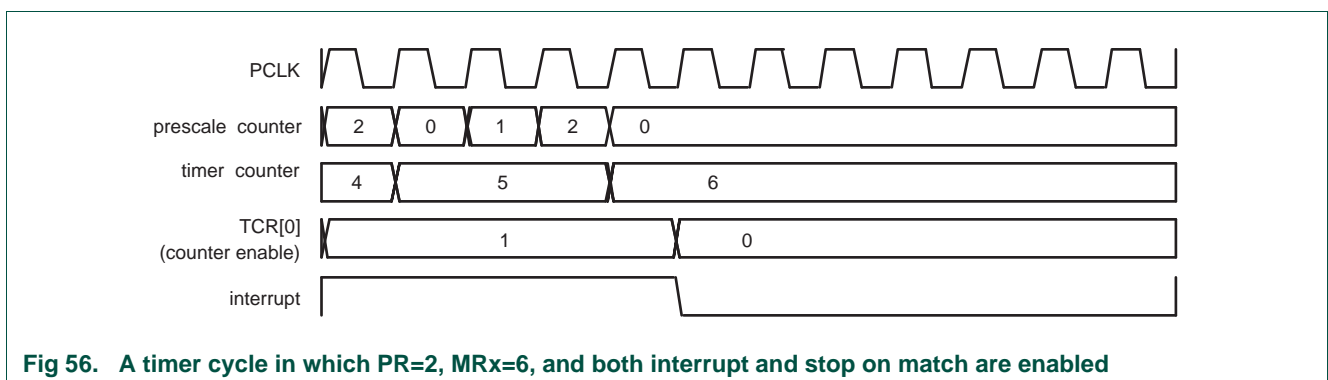 PCLK
prescale counter
2 0 1 2 0
timer counter
4 5 6
TCR[0]
(counter enable)
1 0
interrupt
Fig 56. A timer cycle in which PR=2, MRx=6, and both interrupt and stop on match are enabled